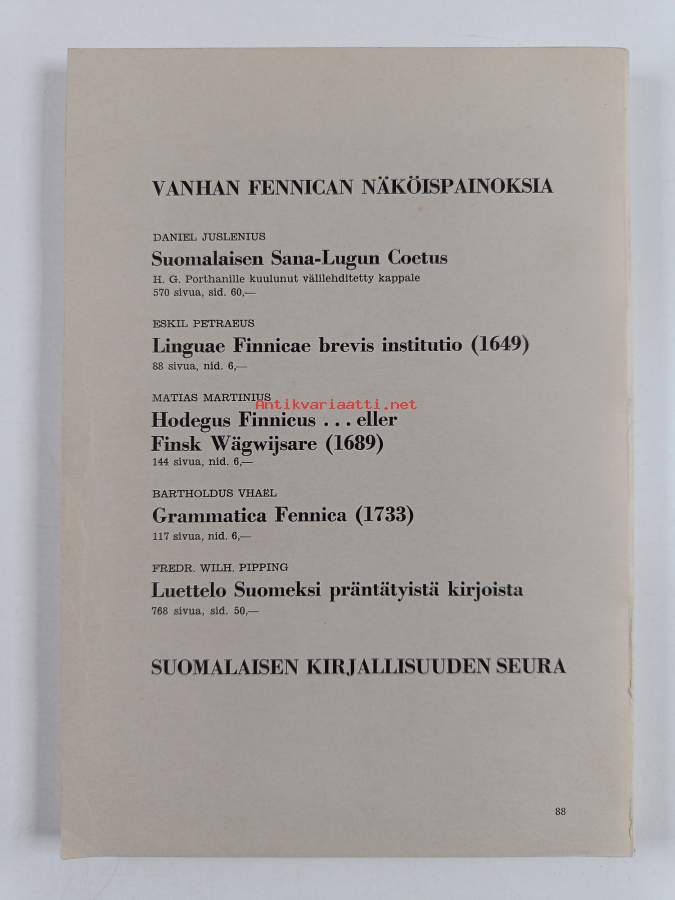 VANHAN FENNICAN NÄKÖISPAINOKSIA
DANIEL JUSLENIUS
Suomalaisen Sana-Lugun Coetus
H. G. Porthanille kuulunut välilehditetty kappale
570 sivua, sid. 60,—
ESKIL PETRAEUS
Linguae Finnicae brevis institutio (1649)
88 sivua, nid. 6,—
MATIAS MARTINIUS
Antikvariaatti.net
Hodegus Finnicus ... eller
Finsk Wägwijsare (1689)
144 sivua, nid. 6,—
BARTHOLDUS VHAEL
Grammatica Fennica (1733)
117 sivua, nid. 6,—
FREDR. WILH. PIPPING
Luettelo Suomeksi präntätyistä kirjoista
768 sivua, sid. 50,—
SUOMALAISEN KIRJALLISUUDEN SEURA
88